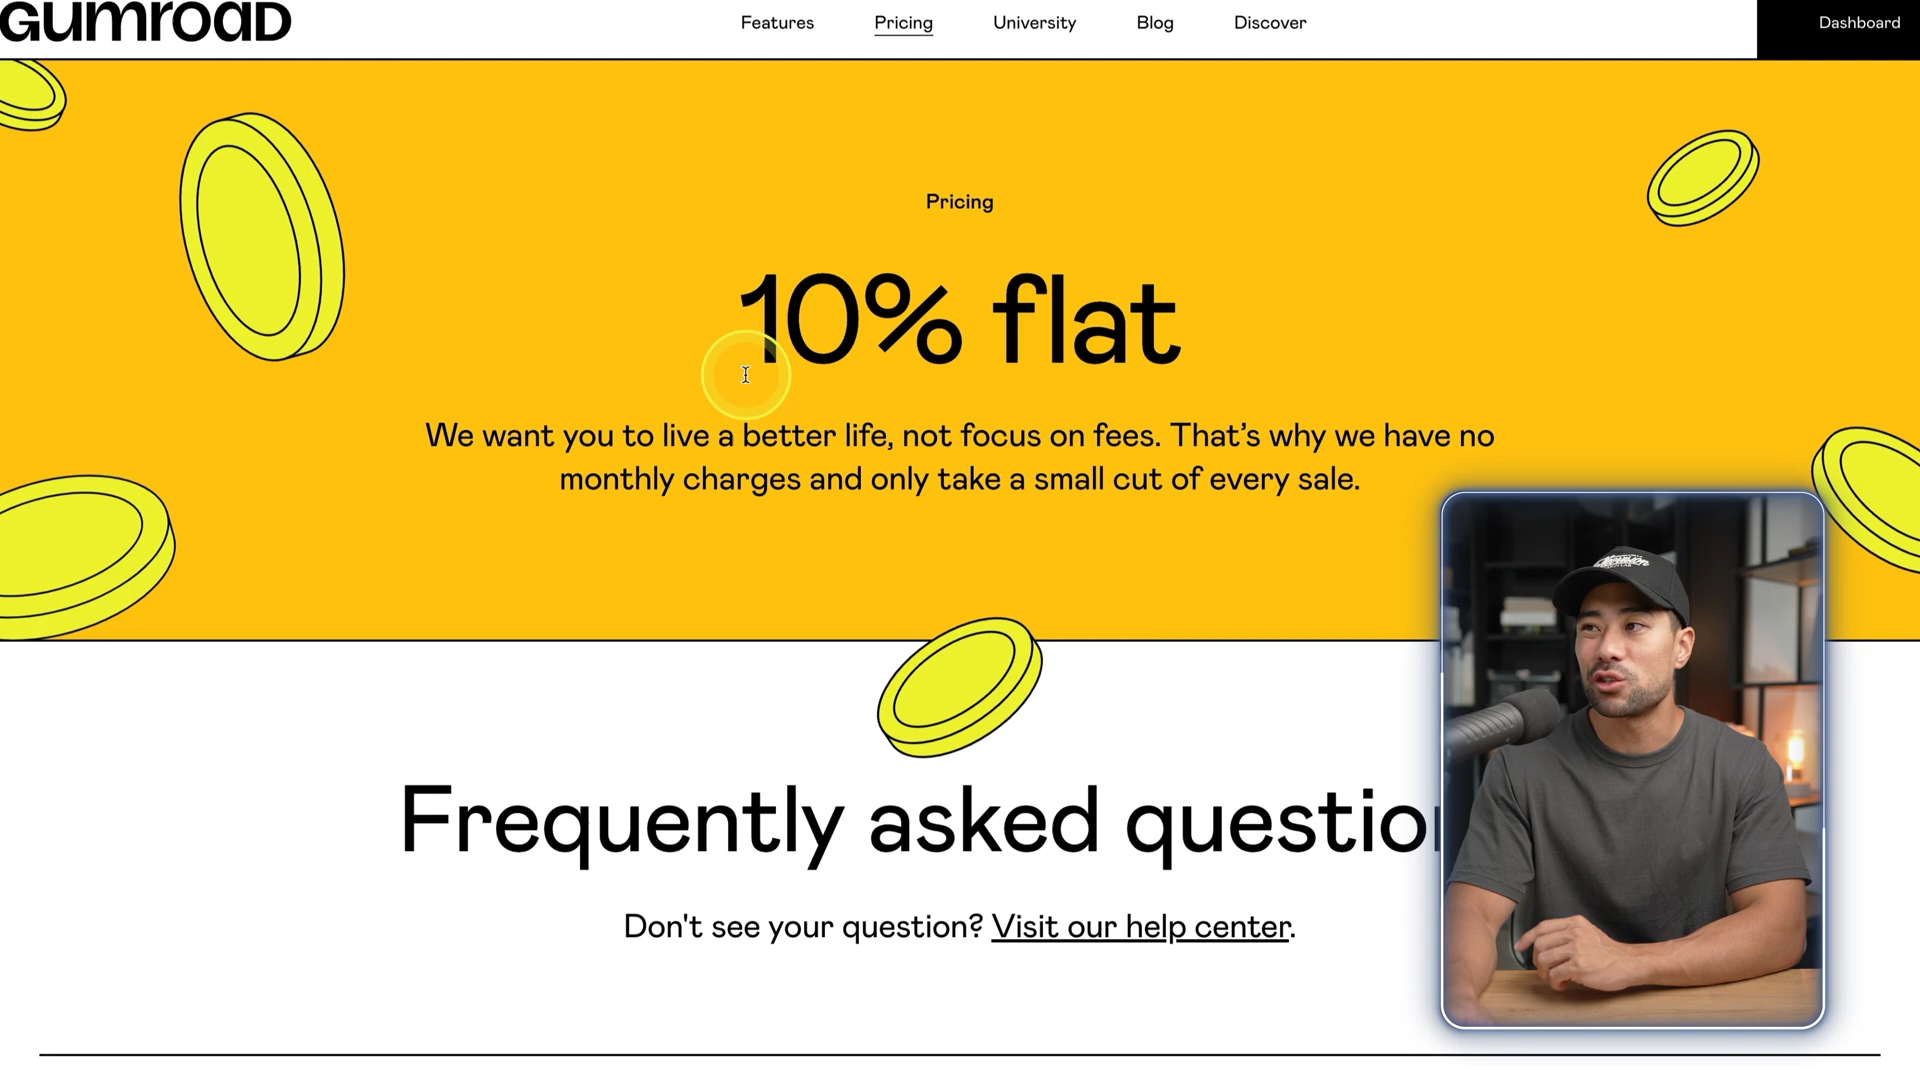 Gumroad
Features
Pricing
University
Blog
Discover
Dashboard
Pricing
10% flat
We want you to live a better life, not focus on fees. That’s why we have no
monthly charges and only take a small cut of every sale.
Frequently asked question
Don't see your question? Visit our help center.